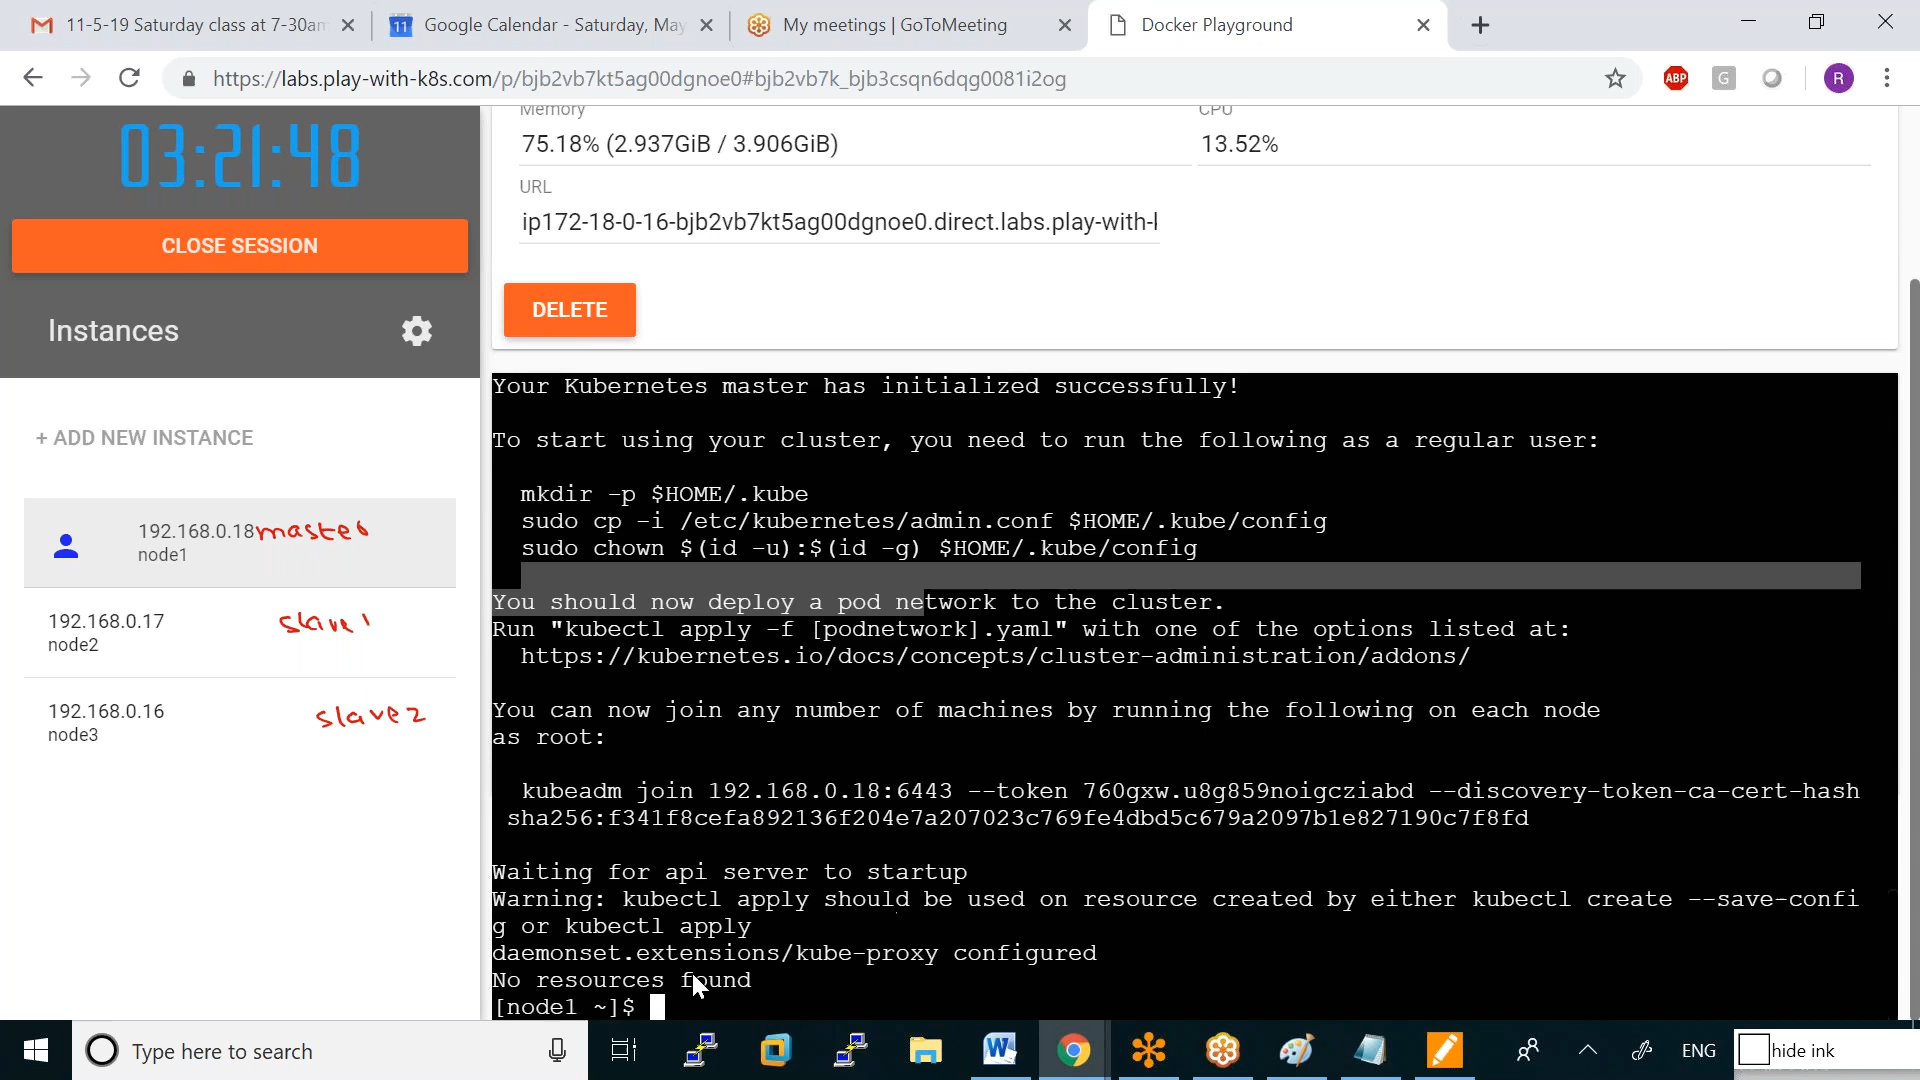 11-5-19 Saturday class at 7-30am
Google Calendar - Saturday, May
My meetings | GoToMeeting
Docker Playground
https://labs.play-with-k8s.com/p/bjb2vb7kt5ag00dgnoe0#bjb2vb7k_bjb3csqn6dqg0081i2og
ABP
G
R
03:21:48
CLOSE SESSION
Instances
+ ADD NEW INSTANCE
192.168.0.18
master
node1
192.168.0.17
slave1
node2
192.168.0.16
slave2
node3
Memory
CPU
75.18% (2.937GiB / 3.906GiB)
13.52%
URL
ip172-18-0-16-bjb2vb7kt5ag00dgnoe0.direct.labs.play-with-
DELETE
Your Kubernetes master has initialized successfully!
To start using your cluster, you need to run the following as a regular user:
mkdir -p $HOME/.kube
sudo cp -i /etc/kubernetes/admin.conf $HOME/.kube/config
sudo chown $(id -u):$(id -g) $HOME/.kube/config
You should now deploy a pod network to the cluster.
Run "kubectl apply -f [podnetwork].yaml" with one of the options listed at:
https://kubernetes.io/docs/concepts/cluster-administration/addons/
You can now join any number of machines by running the following on each node
as root:
kubeadm join 192.168.0.18:6443 --token 760gxw.u8g859noigcziabd --discovery-token-ca-cert-hash
sha256:f341f8cefa892136f204e7a207023c769fe4dbd5c679a2097b1e827190c7f8fd
Waiting for api server to startup
Warning: kubectl apply should be used on resource created by either kubectl create --save-confi
g or kubectl apply
daemonset.extensions/kube-proxy configured
No resources found
[node1 ~]$
Type here to search
ENG
hide ink